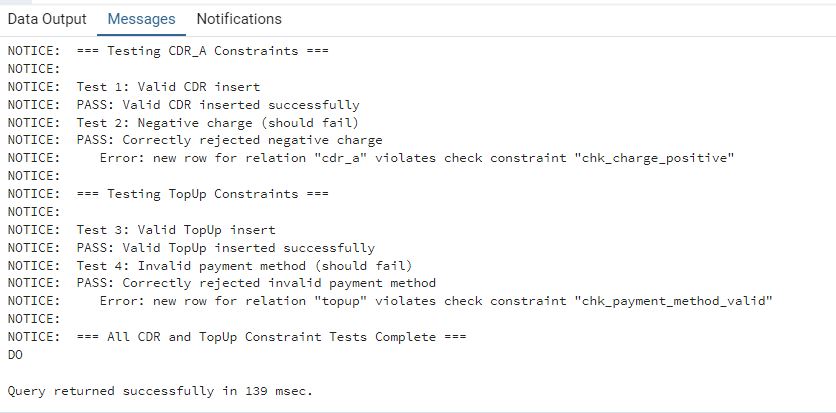 Data Output Messages Notifications
NOTICE:  === Testing CDR_A Constraints ===
NOTICE:
NOTICE:  Test 1: Valid CDR insert
NOTICE:  PASS: Valid CDR inserted successfully
NOTICE:  Test 2: Negative charge (should fail)
NOTICE:  PASS: Correctly rejected negative charge
NOTICE:     Error: new row for relation "cdr_a" violates check constraint "chk_charge_positive"
NOTICE:
NOTICE:  === Testing TopUp Constraints ===
NOTICE:
NOTICE:  Test 3: Valid TopUp insert
NOTICE:  PASS: Valid TopUp inserted successfully
NOTICE:  Test 4: Invalid payment method (should fail)
NOTICE:  PASS: Correctly rejected invalid payment method
NOTICE:     Error: new row for relation "topup" violates check constraint "chk_payment_method_valid"
NOTICE:
NOTICE:  === All CDR and TopUp Constraint Tests Complete ===
DO
Query returned successfully in 139 msec.